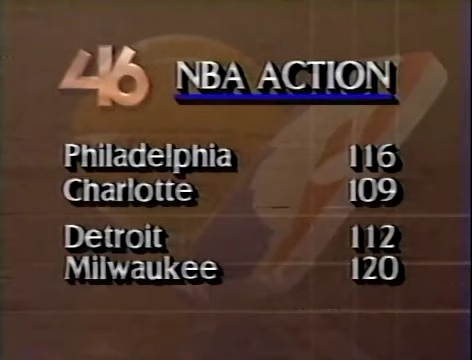 46 NBA ACTION
Philadelphia 116
Charlotte 109
Detroit 112
Milwaukee 120